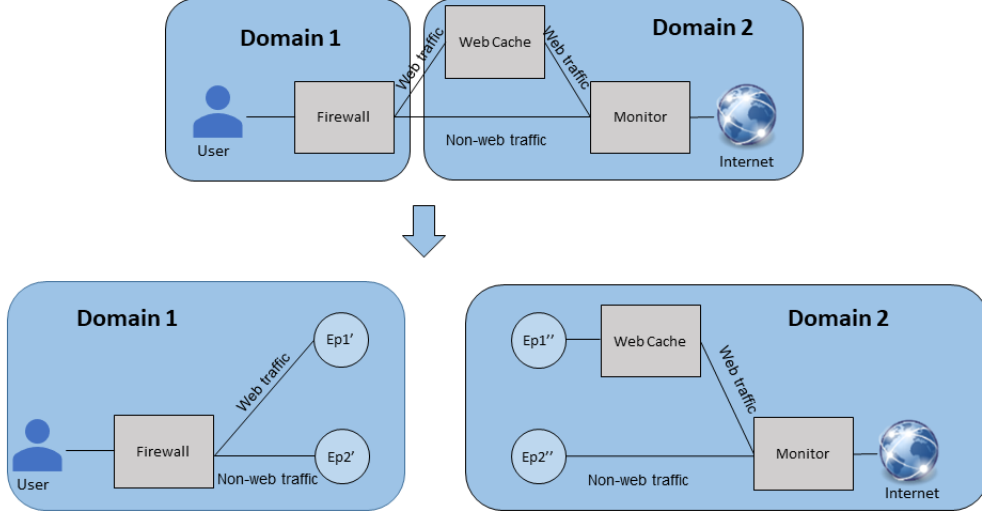 Domain 1
Domain 2
Web Cache
Web traffic
Web traffic
Firewall
Monitor
Non-web traffic
User
Internet
Domain 1
Domain 2
Ep1'
Ep1''
Web Cache
Web traffic
Web traffic
Firewall
Ep2'
Ep2''
Monitor
Non-web traffic
Non-web traffic
User
Internet